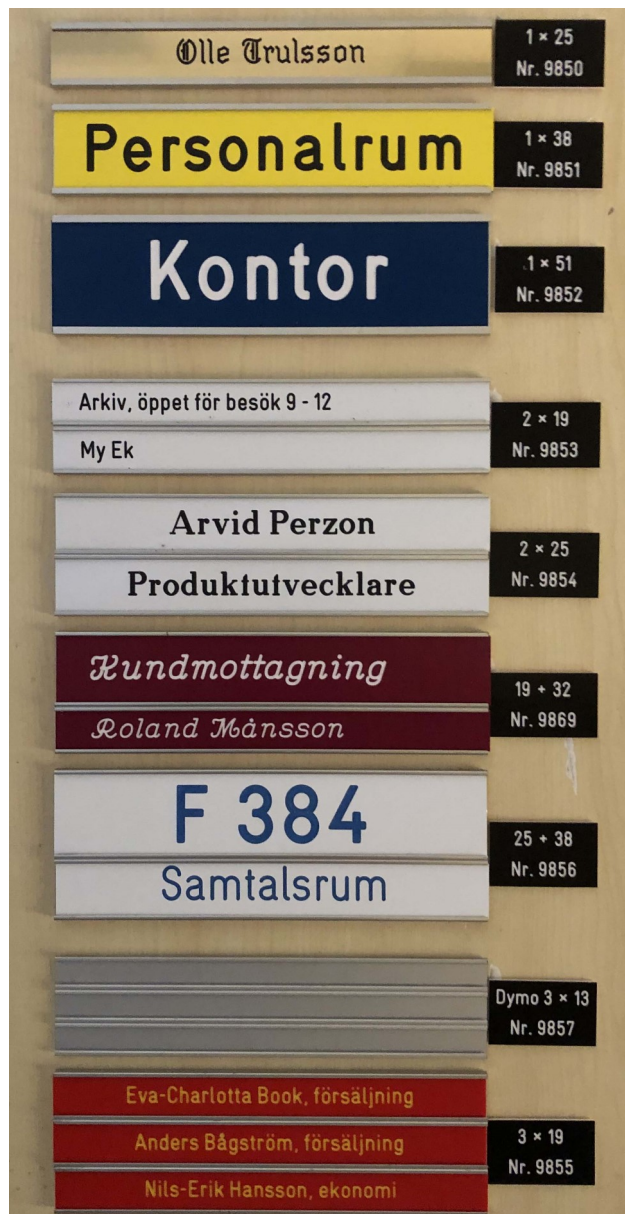 Olle Trulsson
1 × 25
Nr. 9850
Personalrum
1 × 38
Nr. 9851
Kontor
1 × 51
Nr. 9852
Arkiv, öppet för besök 9 - 12
My Ek
2 × 19
Nr. 9853
Arvid Perzon
Produktutvecklare
2 × 25
Nr. 9854
Kundmottagning
Roland Månsson
19 + 32
Nr. 9869
F 384
Samtalsrum
25 + 38
Nr. 9856
Dymo 3 × 13
Nr. 9857
Eva-Charlotta Book, försäljning
Anders Bågström, försäljning
Nils-Erik Hansson, ekonomi
3 × 19
Nr. 9855